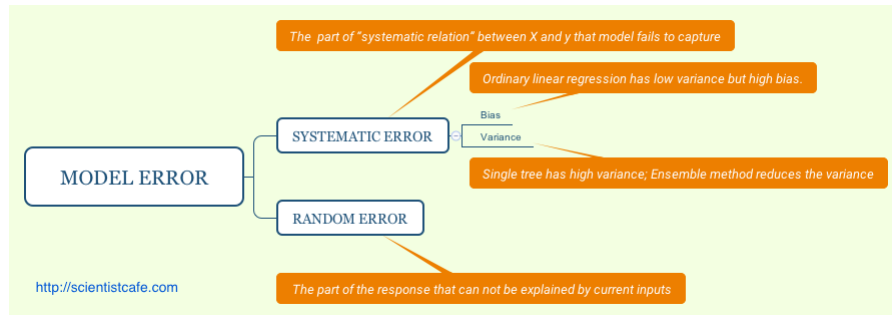 The part of “systematic relation” between X and y that model fails to capture
Ordinary linear regression has low variance but high bias.
Bias
SYSTEMATIC ERROR
Variance
MODEL ERROR
Single tree has high variance; Ensemble method reduces the variance
RANDOM ERROR
The part of the response that can not be explained by current inputs
http://scientistcafe.com